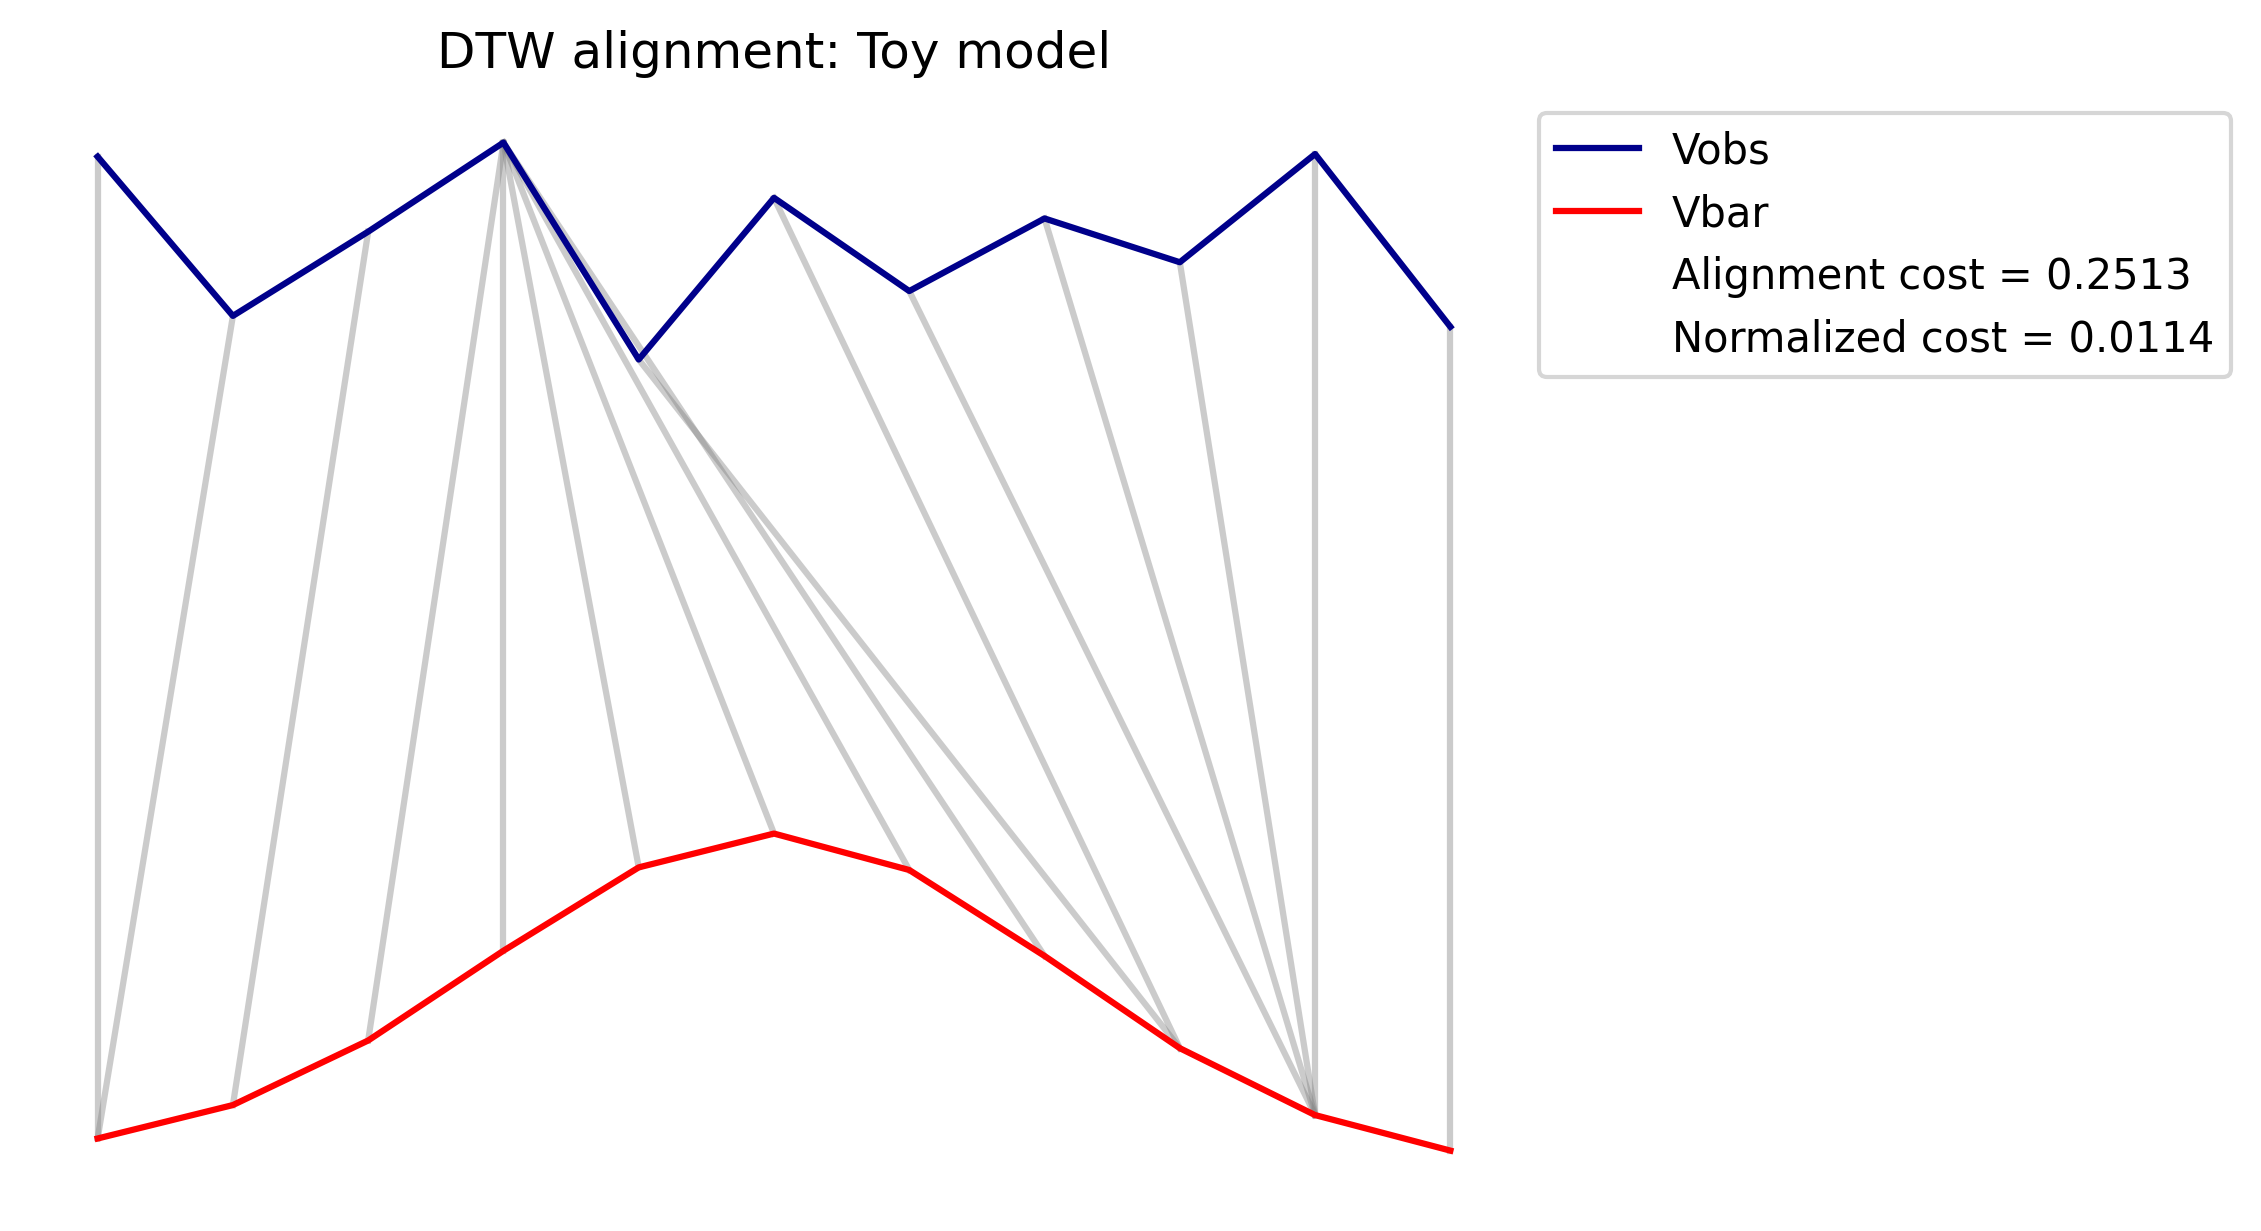 DTW alignment: Toy model
Vobs
Vbar
Alignment cost = 0.2513
Normalized cost = 0.0114